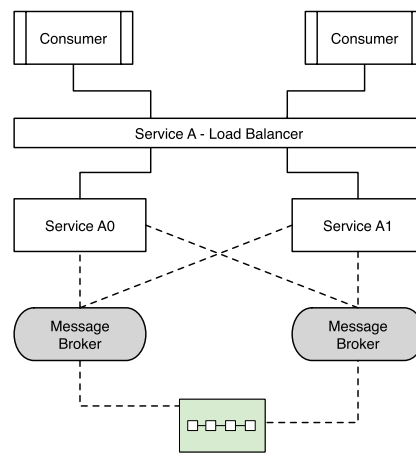 Consumer
Consumer
Service A - Load Balancer
Service A0
Service A1
Message
Broker
Message
Broker